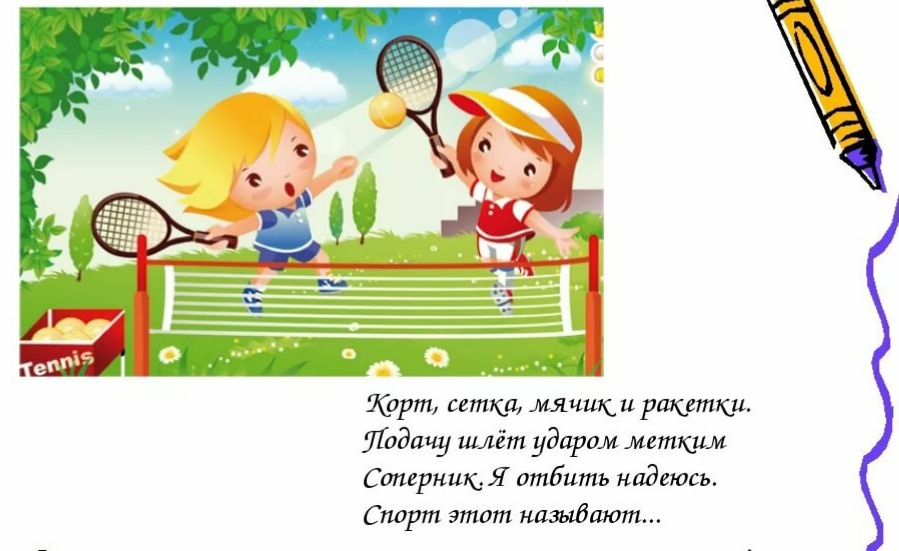 Tennis
Корт, сетка, мячик и ракетки.
Подачу шлёт ударом метким
Соперник. Я отбить надеюсь.
Спорт этот называют...